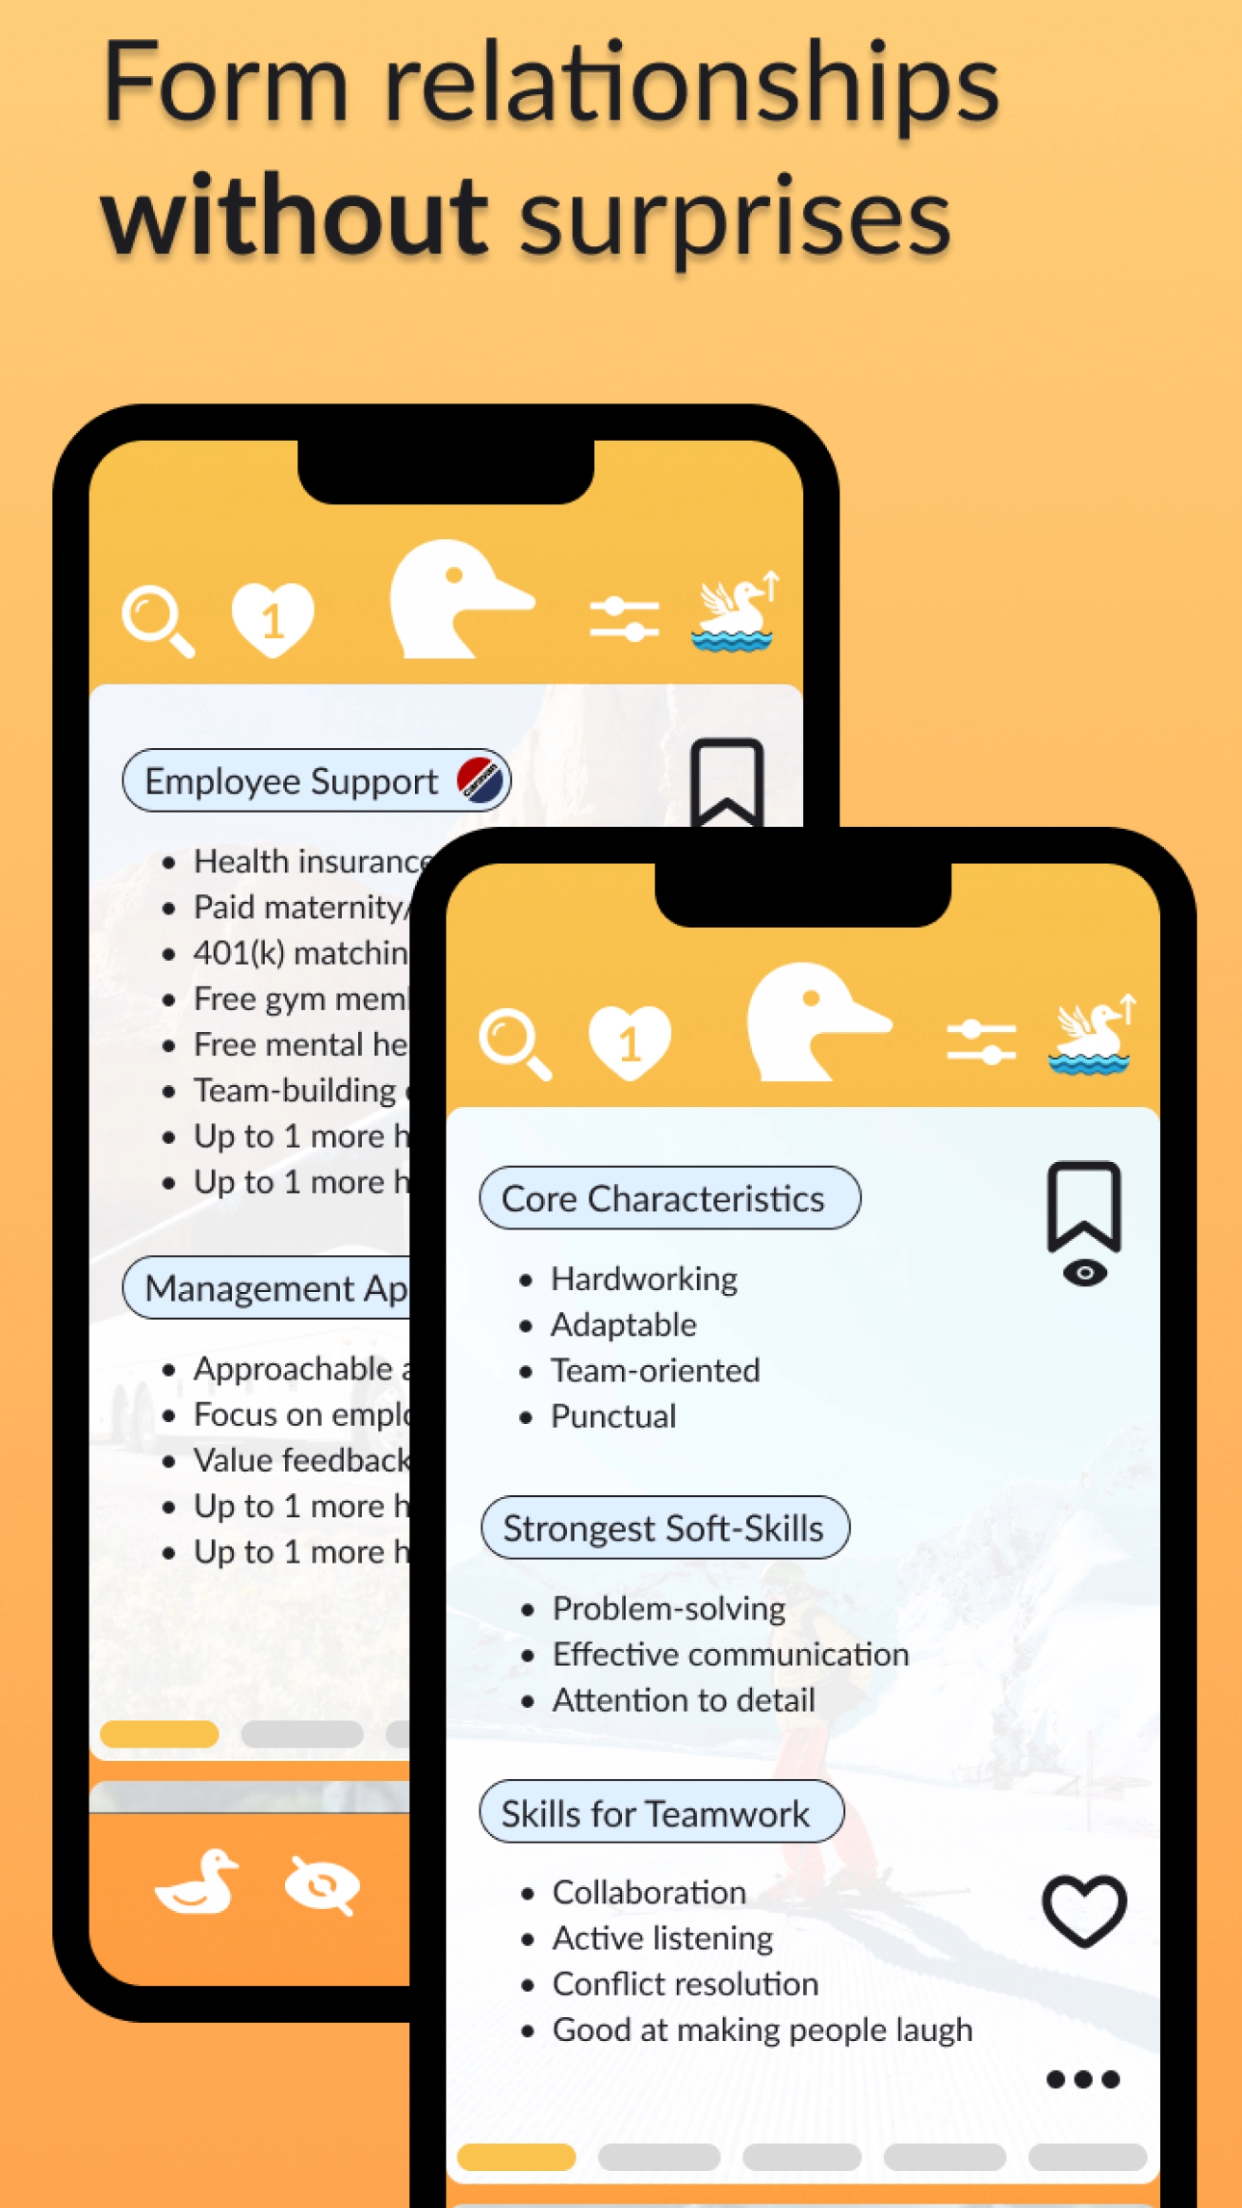 Form relationships
without surprises
1
Employee Support
caravan
• Health insurance
• Paid maternity/
• 401(k) matchin
• Free gym mem
• Free mental he
• Team-building
• Up to 1 more h
• Up to 1 more h
Management Ap
• Approachable a
• Focus on emplo
• Value feedback
• Up to 1 more h
• Up to 1 more h
1
Core Characteristics
• Hardworking
• Adaptable
• Team-oriented
• Punctual
Strongest Soft-Skills
• Problem-solving
• Effective communication
• Attention to detail
Skills for Teamwork
• Collaboration
• Active listening
• Conflict resolution
• Good at making people laugh